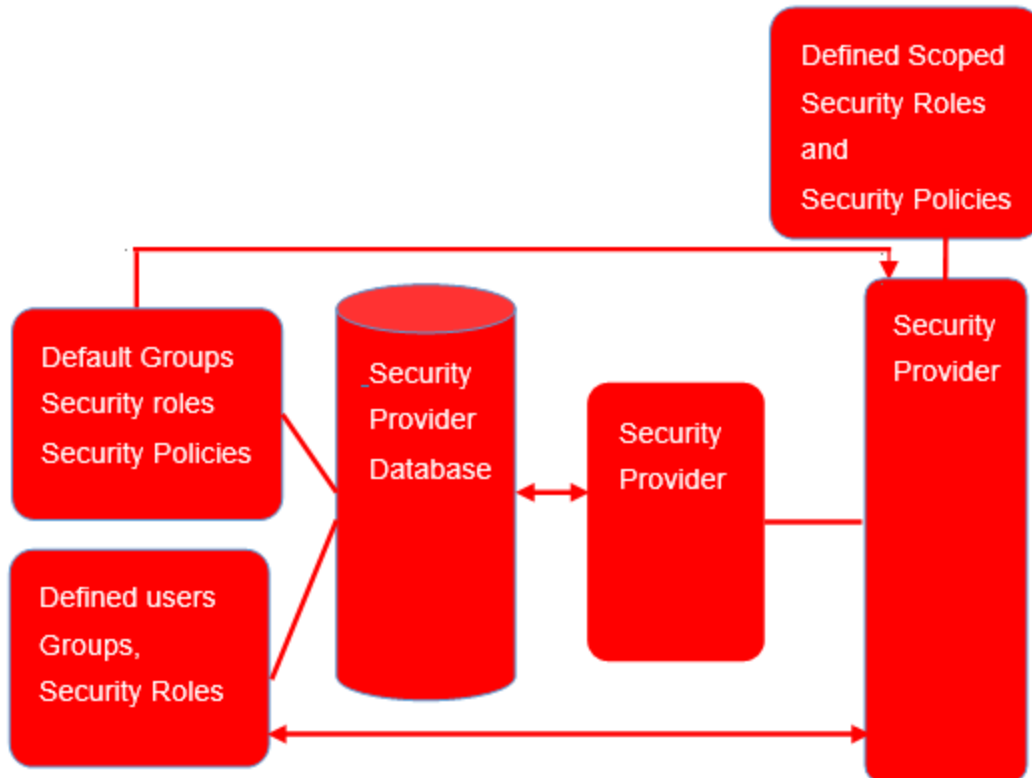 Defined Scoped
Security Roles
and
Security Policies
Default Groups
Security roles
Security Policies
Security
Provider
Database
Security
Provider
Security
Provider
Defined users
Groups,
Security Roles